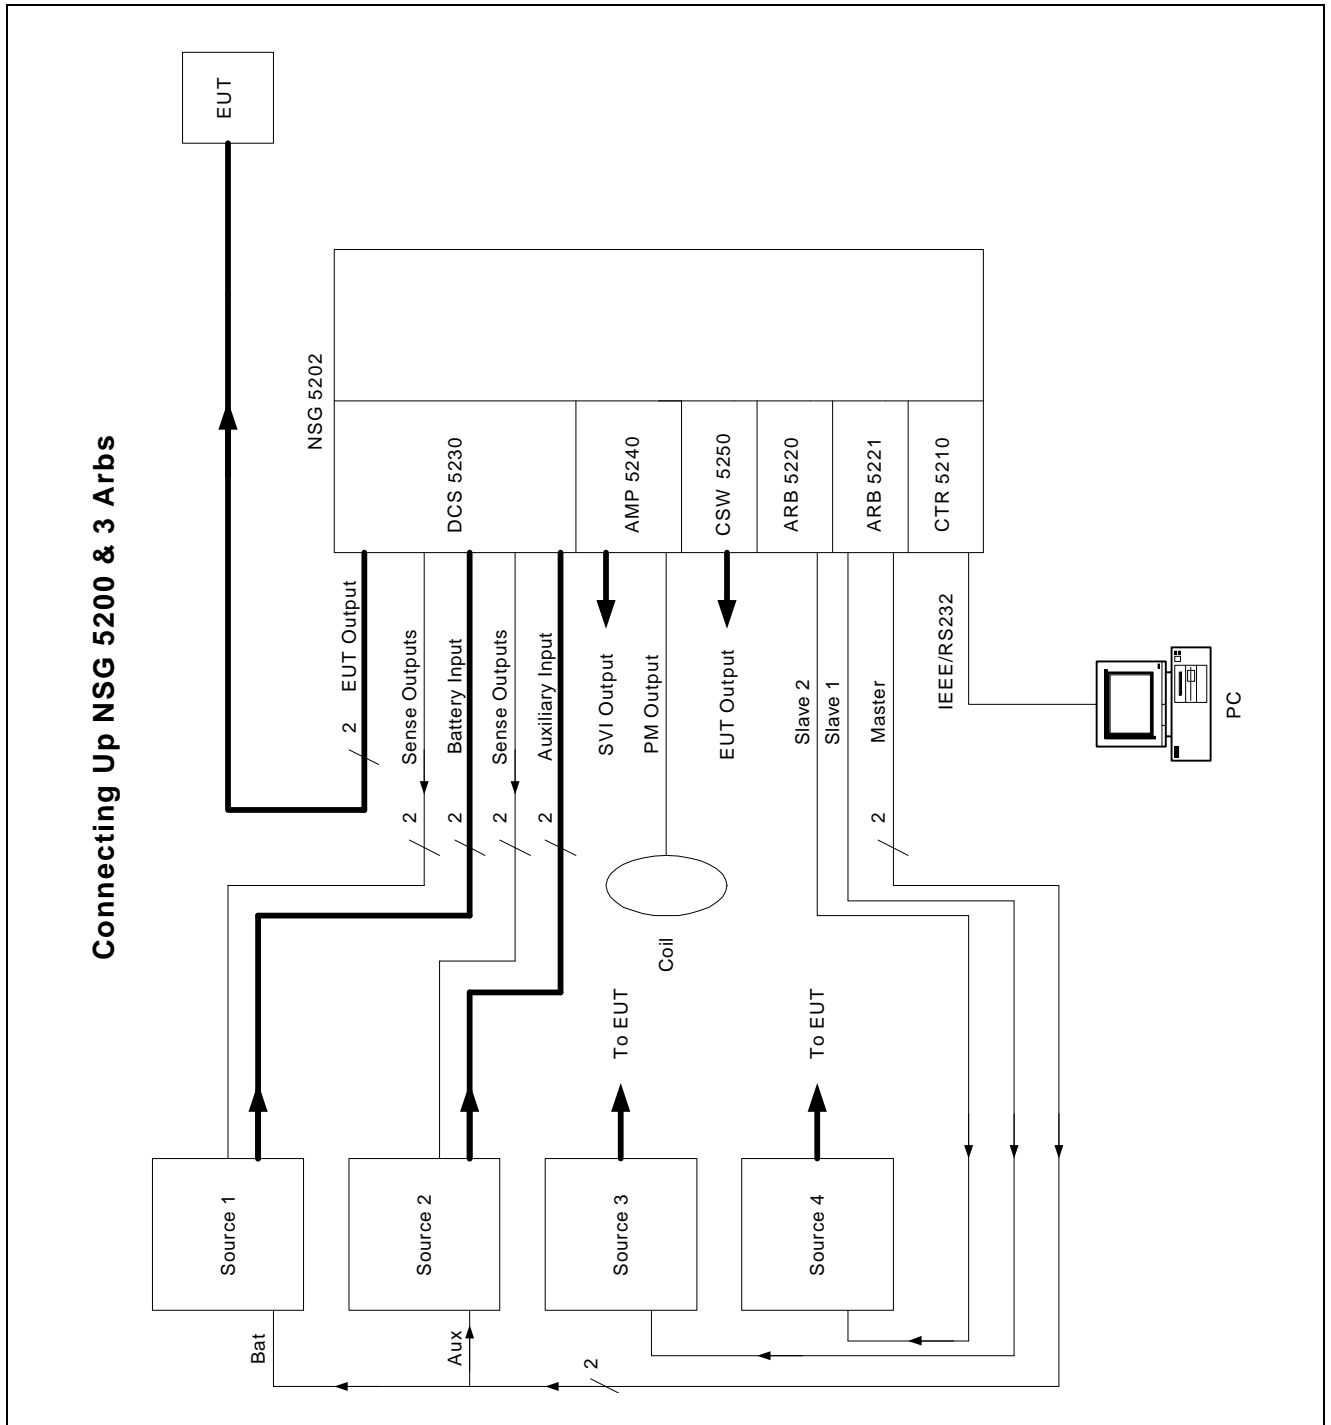 Connecting Up NSG 5200 & 3 Arbs
EUT
NSG 5202
DCS 5230
AMP 5240
CSW 5250
ARB 5220
ARB 5221
CTR 5210
2 EUT Output
Sense Outputs
2
Battery Input
2
Sense Outputs
2
Auxiliary Input
2
SVI Output
PM Output
EUT Output
Slave 2
Slave 1
Master
2
IEEE/RS232
PC
Coil
To EUT
To EUT
Source 1
Source 2
Source 3
Source 4
Bat
Aux
2